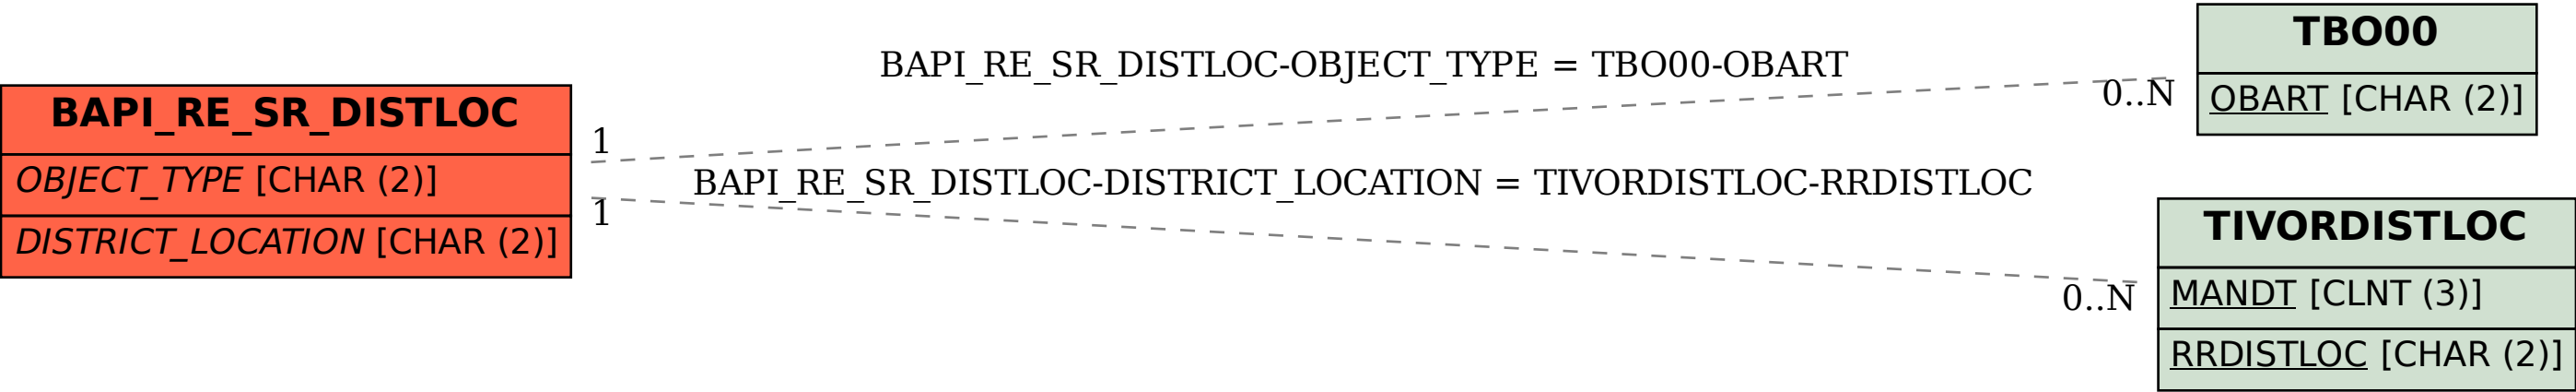 BAPI_RE_SR_DISTLOC
OBJECT_TYPE [CHAR (2)]
DISTRICT_LOCATION [CHAR (2)]
BAPI_RE_SR_DISTLOC-OBJECT_TYPE = TBO00-OBART
1
0..N
BAPI_RE_SR_DISTLOC-DISTRICT_LOCATION = TIVORDISTLOC-RRDISTLOC
1
0..N
TBO00
OBART [CHAR (2)]
TIVORDISTLOC
MANDT [CLNT (3)]
RRDISTLOC [CHAR (2)]